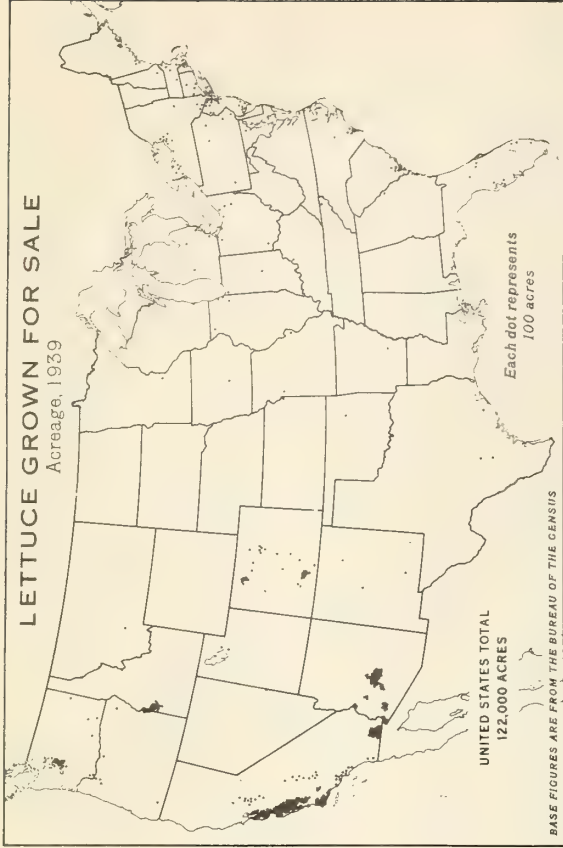 LETTUCE GROWN FOR SALE
Acreage, 1939
Each dot represents
100 acres
UNITED STATES TOTAL
122,000 ACRES
BASE FIGURES ARE FROM THE BUREAU OF THE CENSUS